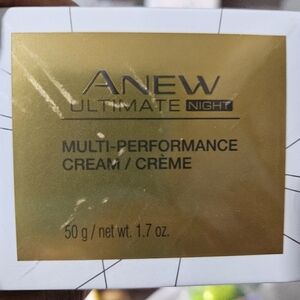 ANEW
ULTIMATE NIGHT
MULTI-PERFORMANCE
CREAM / CRÈME
50 g / net wt. 1.7 oz.